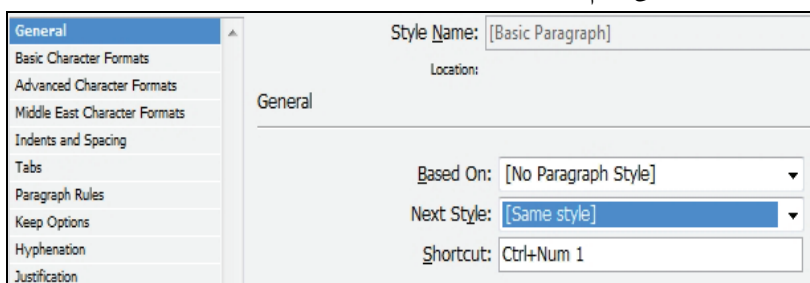 General
Basic Character Formats
Advanced Character Formats
Middle East Character Formats
Indents and Spacing
Tabs
Paragraph Rules
Keep Options
Hyphenation
Justification
Style Name: [Basic Paragraph]
Location:
General
Based On: [No Paragraph Style]
Next Style: [Same style]
Shortcut: Ctrl+Num 1